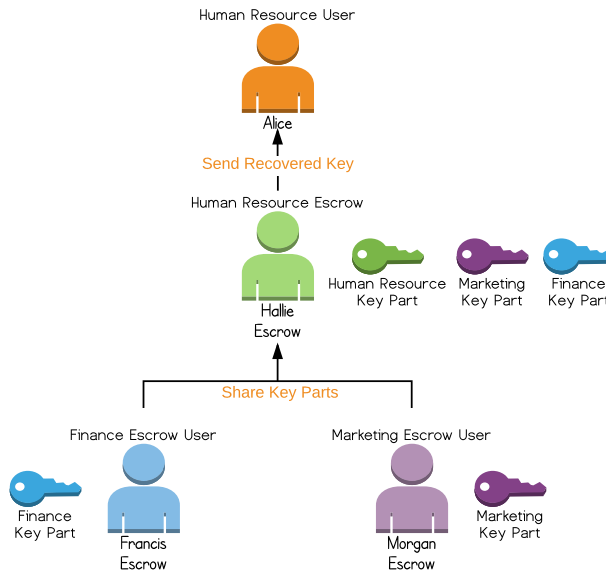 Human Resource User
Alice
Send Recovered Key
Human Resource Escrow
Hallie
Escrow
Human Resource
Key Part
Marketing
Key Part
Finance
Key Part
Share Key Parts
Finance Escrow User
Marketing Escrow User
Finance
Key Part
Francis
Escrow
Morgan
Escrow
Marketing
Key Part